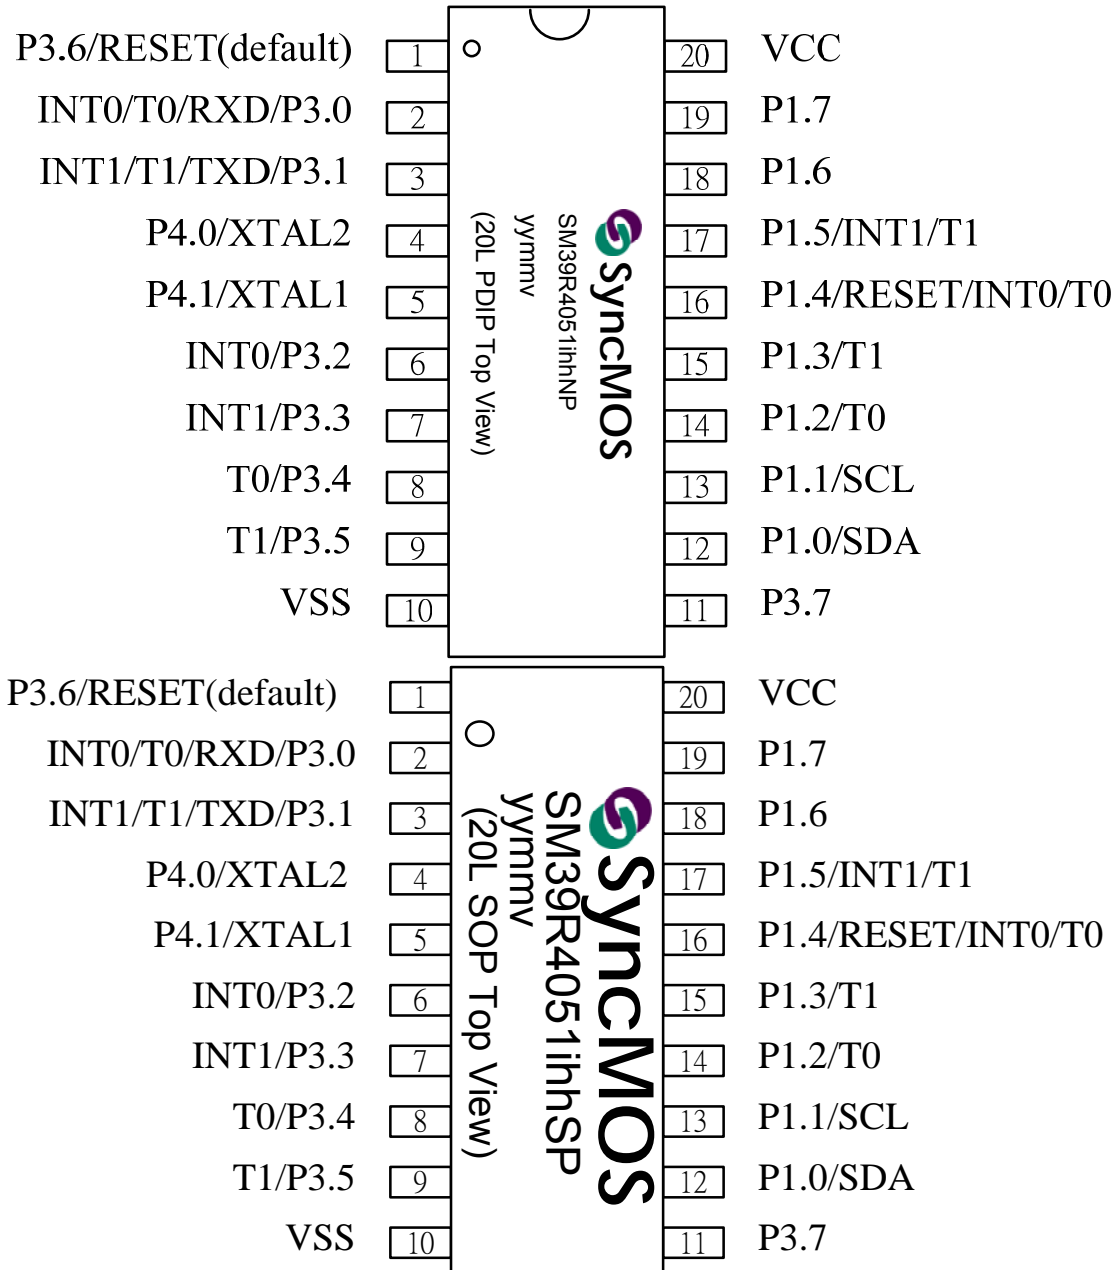 P3.6/RESET(default) 1 20 VCC
INT0/T0/RXD/P3.0 2 19 P1.7
INT1/T1/TXD/P3.1 3 18 P1.6
P4.0/XTAL2 4 17 P1.5/INT1/T1
P4.1/XTAL1 5 16 P1.4/RESET/INT0/T0
INT0/P3.2 6 15 P1.3/T1
INT1/P3.3 7 14 P1.2/T0
T0/P3.4 8 13 P1.1/SCL
T1/P3.5 9 12 P1.0/SDA
VSS 10 11 P3.7
SyncMOS
SM39R4051ihhNP
yymmv
(20L PDIP Top View)
P3.6/RESET(default) 1 20 VCC
INT0/T0/RXD/P3.0 2 19 P1.7
INT1/T1/TXD/P3.1 3 18 P1.6
P4.0/XTAL2 4 17 P1.5/INT1/T1
P4.1/XTAL1 5 16 P1.4/RESET/INT0/T0
INT0/P3.2 6 15 P1.3/T1
INT1/P3.3 7 14 P1.2/T0
T0/P3.4 8 13 P1.1/SCL
T1/P3.5 9 12 P1.0/SDA
VSS 10 11 P3.7
SyncMOS
SM39R4051ihhSP
yymmv
(20L SOP Top View)